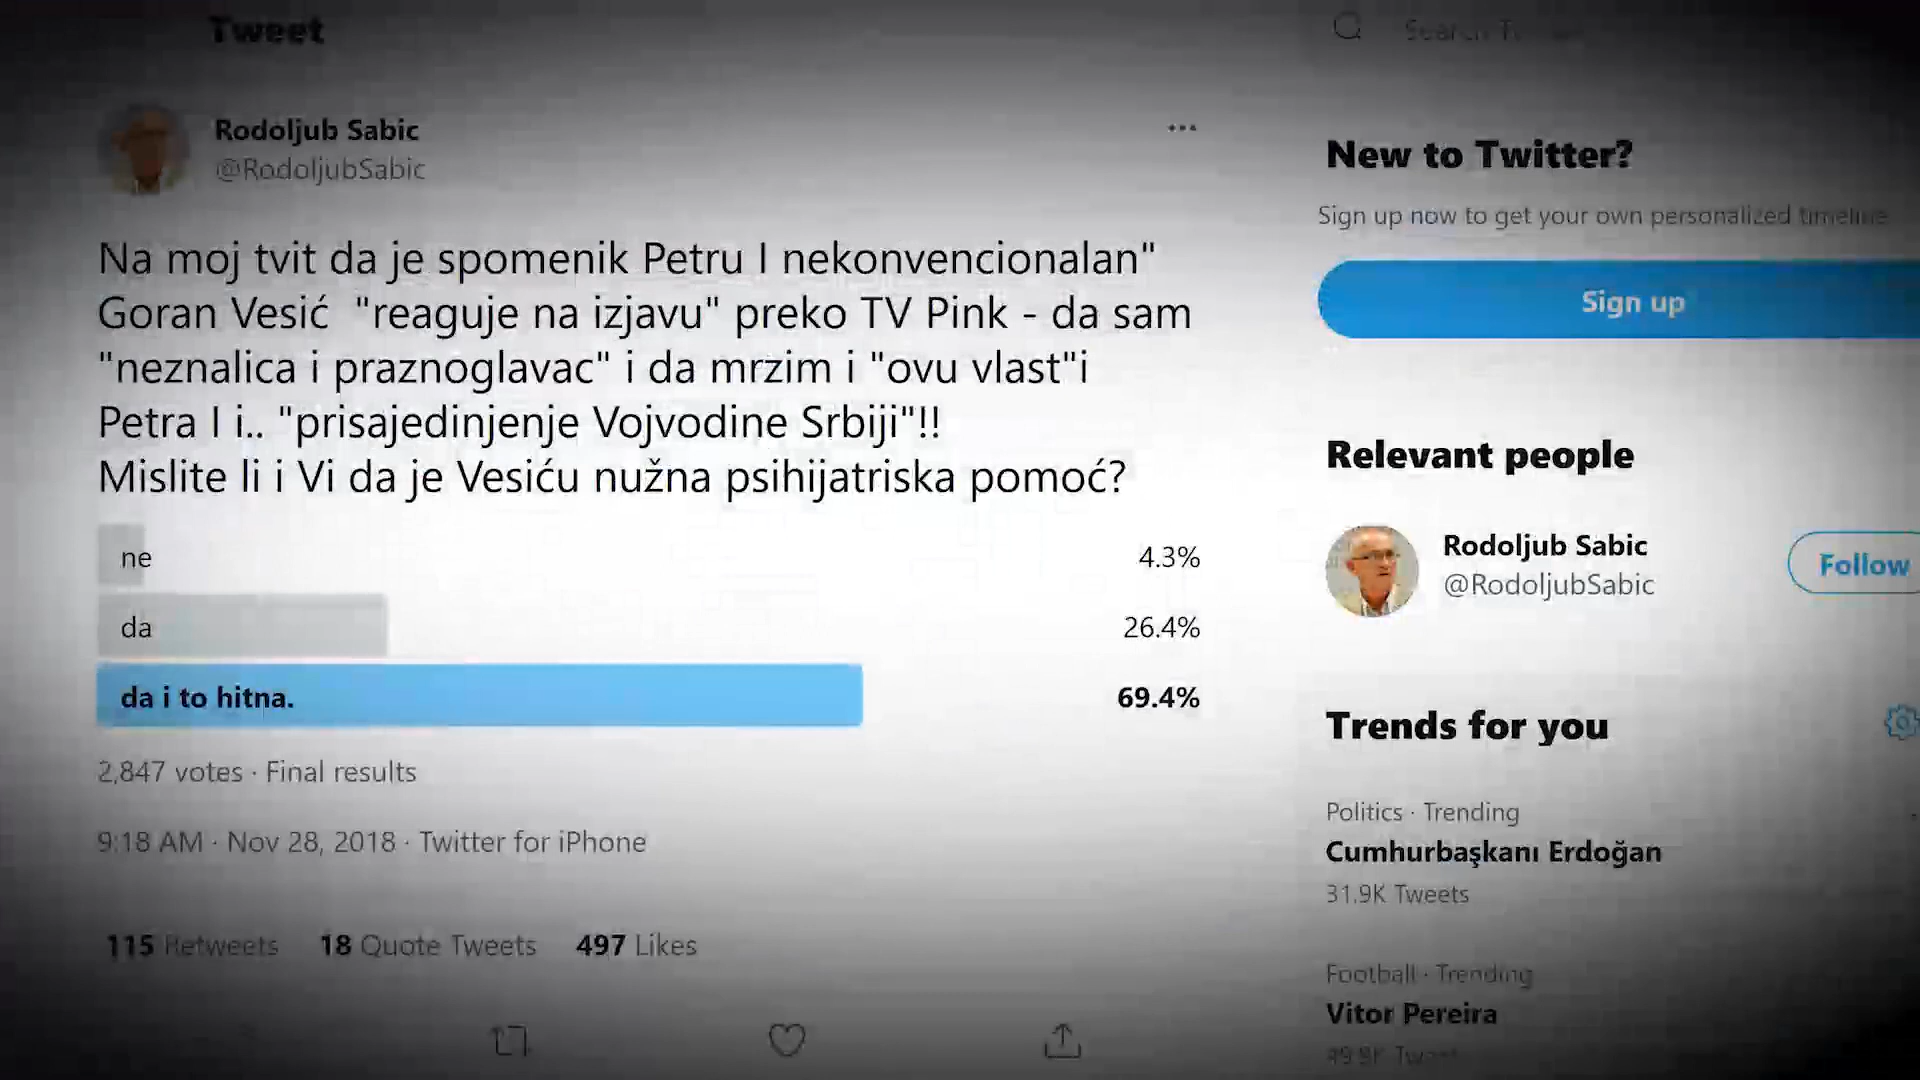 Tweet
Rodoljub Sabic
@RodoljubSabic
Na moj tvit da je spomenik Petru I nekonvencionalan"
Goran Vesić "reaguje na izjavu" preko TV Pink - da sam
"neznalica i praznoglavac" i da mrzim i "ovu vlast"i
Petra I i.. "prisajedinjenje Vojvodine Srbiji"!!
Mislite li i Vi da je Vesiću nužna psihijatriska pomoć?
ne 4.3%
da 26.4%
da i to hitna. 69.4%
2,847 votes · Final results
9:18 AM · Nov 28, 2018 · Twitter for iPhone
115 Retweets 18 Quote Tweets 497 Likes
Search
New to Twitter?
Sign up now to get your own personalized timeline
Sign up
Relevant people
Rodoljub Sabic
@RodoljubSabic
Follow
Trends for you
Politics · Trending
Cumhurbaşkanı Erdoğan
31.9K Tweets
Football · Trending
Vitor Pereira